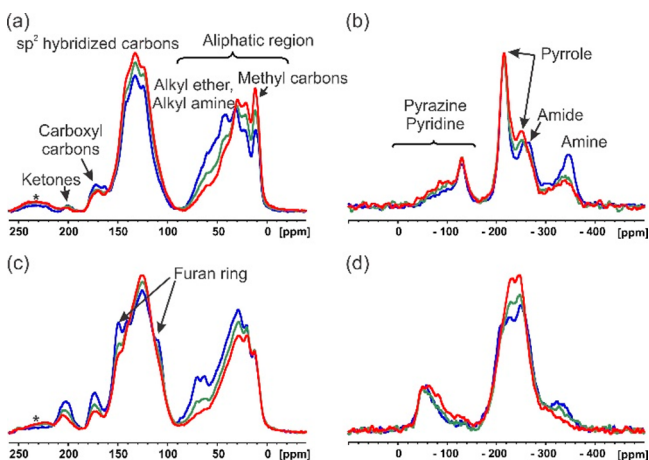 (a)
sp² hybridized carbons
Aliphatic region
Alkyl ether,
Alkyl amine
Methyl carbons
Carboxyl
carbons
Ketones
*
250 200 150 100 50 0 [ppm]
(b)
Pyrrole
Pyrazine
Pyridine
Amide
Amine
0 - 100 - 200 - 300 - 400 [ppm]
(c)
Furan ring
*
250 200 150 100 50 0 [ppm]
(d)
0 - 100 - 200 - 300 - 400 [ppm]